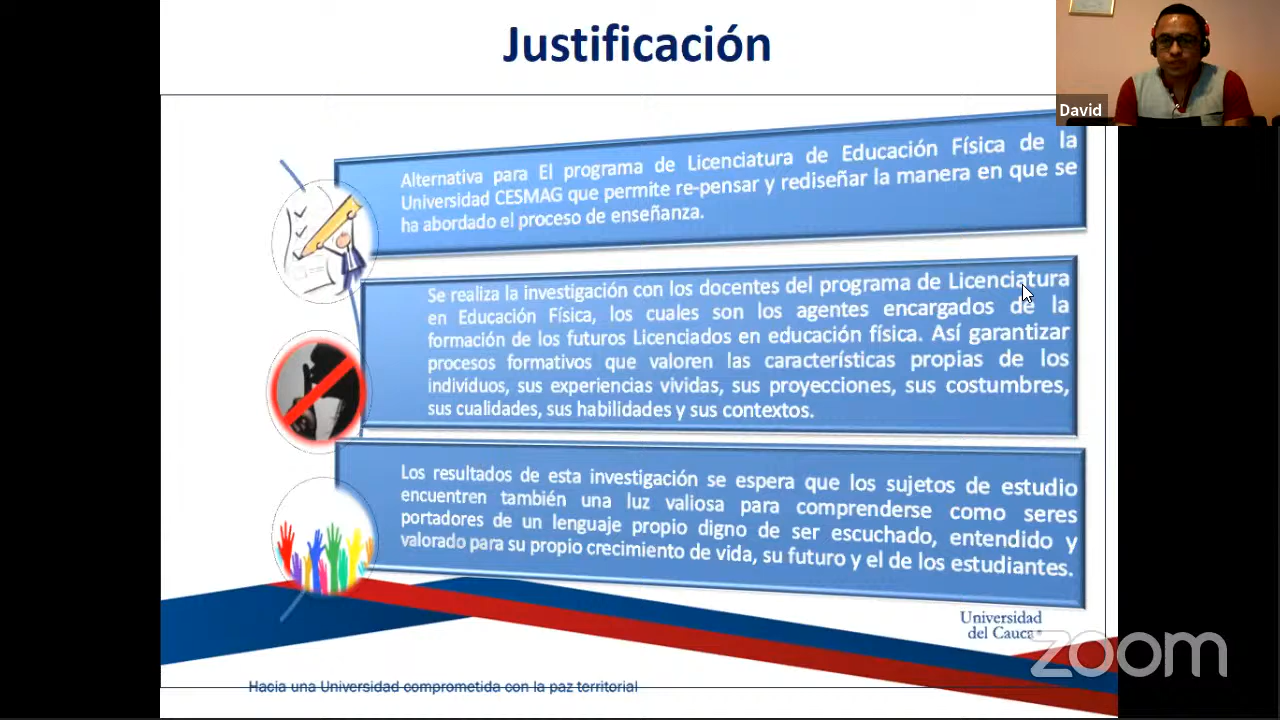 Justificación
David
Alternativa para El programa de Licenciatura de Educación Física de la
Universidad CESMAG que permite re-pensar y rediseñar la manera en que se
ha abordado el proceso de enseñanza.
Se realiza la investigación con los docentes del programa de Licenciatura
en Educación Física, los cuales son los agentes encargados de la
formación de los futuros Licenciados en educación física. Así garantizar
procesos formativos que valoren las características propias de los
individuos, sus experiencias vividas, sus proyecciones, sus costumbres,
sus cualidades, sus habilidades y sus contextos.
Los resultados de esta investigación se espera que los sujetos de estudio
encuentren también una luz valiosa para comprenderse como seres
portadores de un lenguaje propio digno de ser escuchado, entendido y
valorado para su propio crecimiento de vida, su futuro y el de los estudiantes.
Universidad
del Cauca
zoom
Hacia una Universidad comprometida con la paz territorial